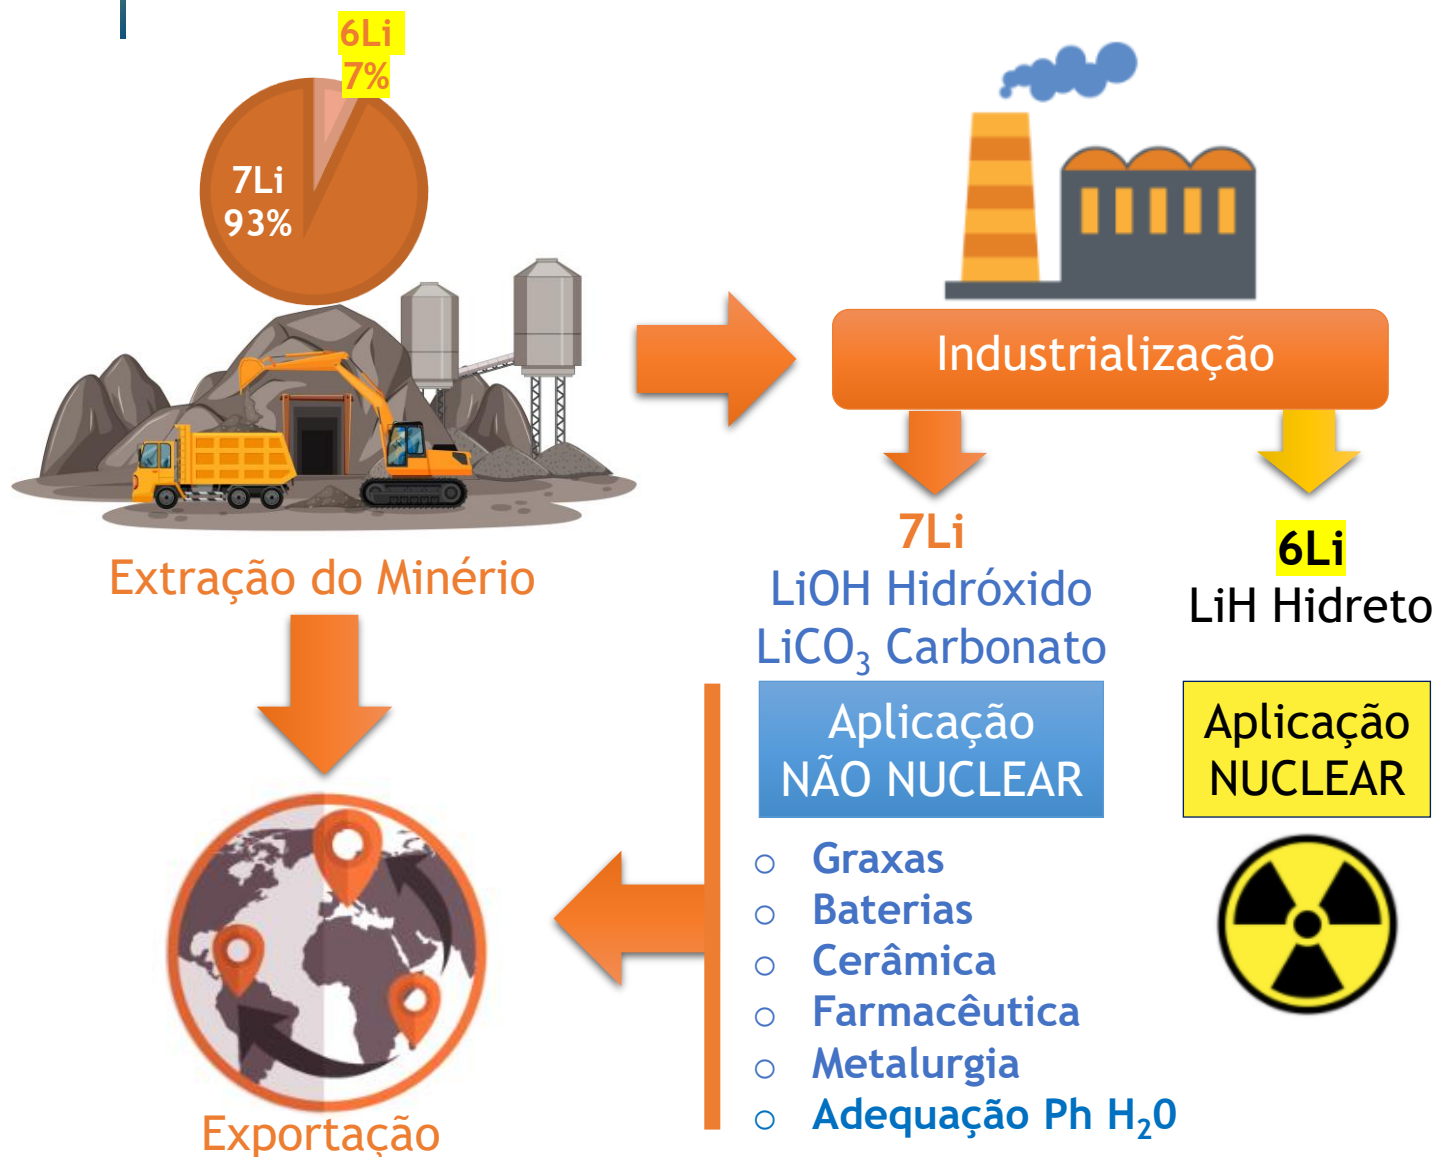 6Li
7%
7Li
93%
Extração do Minério
Industrialização
7Li
LiOH Hidróxido
LiCO₃ Carbonato
6Li
LiH Hidreto
Aplicação
NÃO NUCLEAR
Aplicação
NUCLEAR
o Graxas
o Baterias
o Cerâmica
o Farmacêutica
o Metalurgia
o Adequação Ph H₂0
Exportação